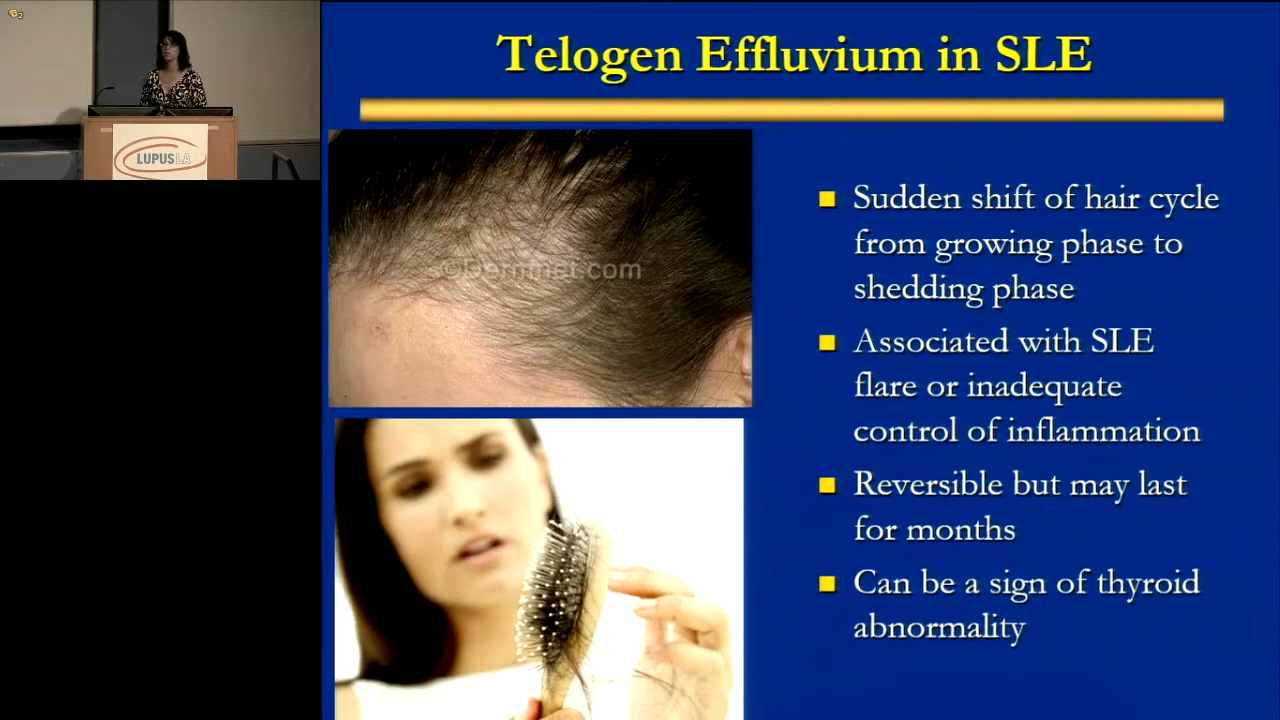 Telogen Effluvium in SLE
LUPUS LA
©Dermnet.com
Sudden shift of hair cycle
from growing phase to
shedding phase
Associated with SLE
flare or inadequate
control of inflammation
Reversible but may last
for months
Can be a sign of thyroid
abnormality